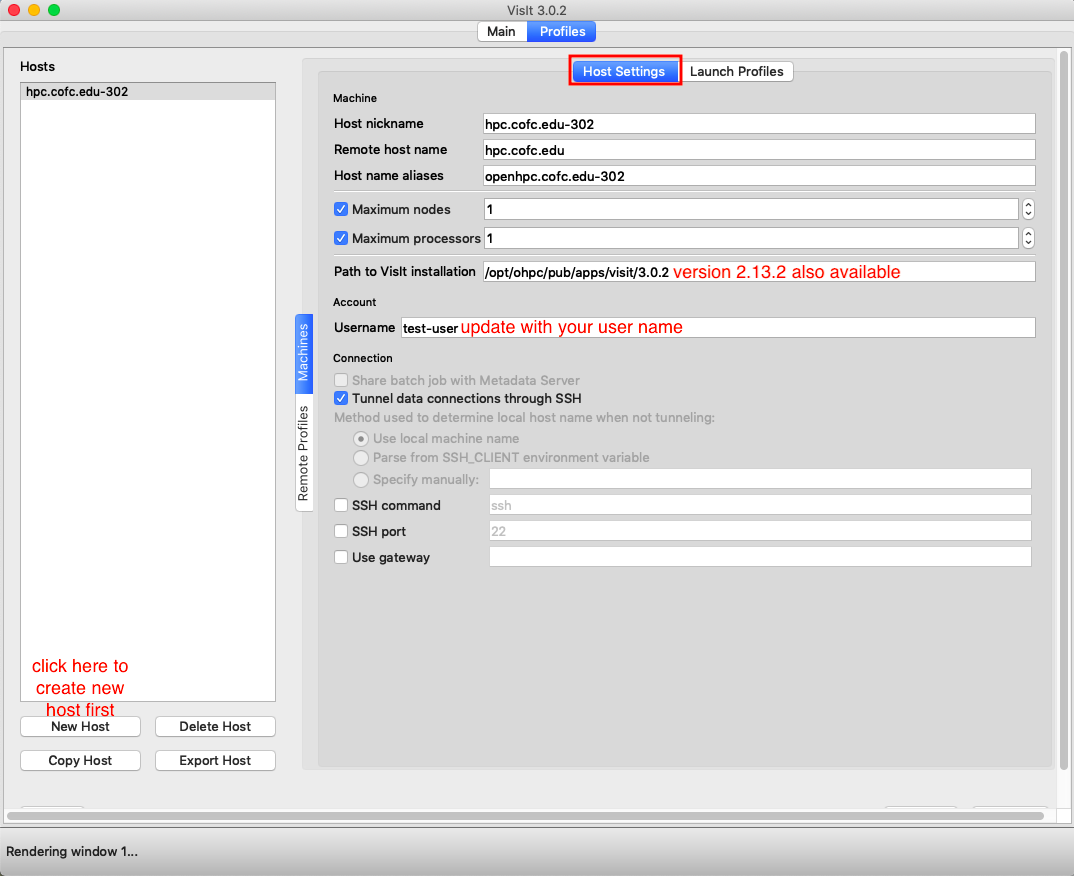 VisIt 3.0.2
Main Profiles
Hosts
hpc.cofc.edu-302
click here to
create new
host first
New Host Delete Host
Copy Host Export Host
Machines
Remote Profiles
Host Settings Launch Profiles
Machine
Host nickname hpc.cofc.edu-302
Remote host name hpc.cofc.edu
Host name aliases openhpc.cofc.edu-302
Maximum nodes 1
Maximum processors 1
Path to VisIt installation /opt/ohpc/pub/apps/visit/3.0.2 version 2.13.2 also available
Account
Username test-user update with your user name
Connection
Share batch job with Metadata Server
Tunnel data connections through SSH
Method used to determine local host name when not tunneling:
Use local machine name
Parse from SSH_CLIENT environment variable
Specify manually:
SSH command ssh
SSH port 22
Use gateway
Rendering window 1...